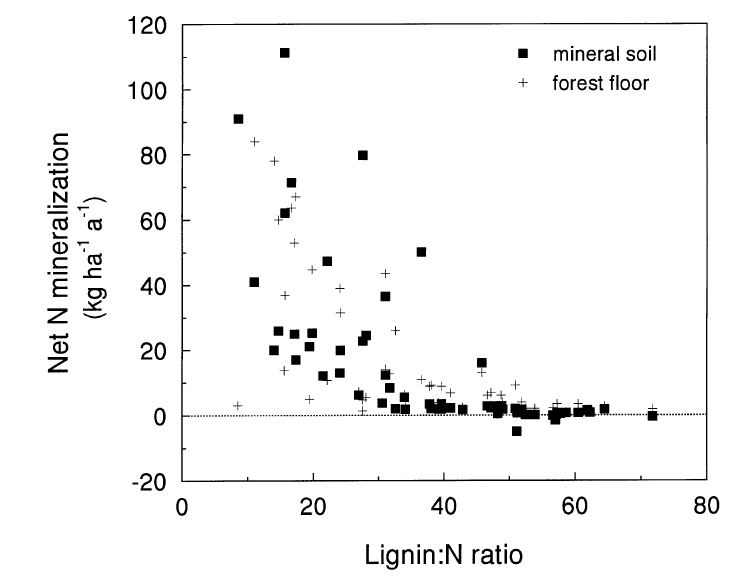 120
100
80
60
40
20
0
-20
0 20 40 60 80
Net N mineralization
(kg ha⁻¹ a⁻¹)
mineral soil
forest floor
Lignin:N ratio